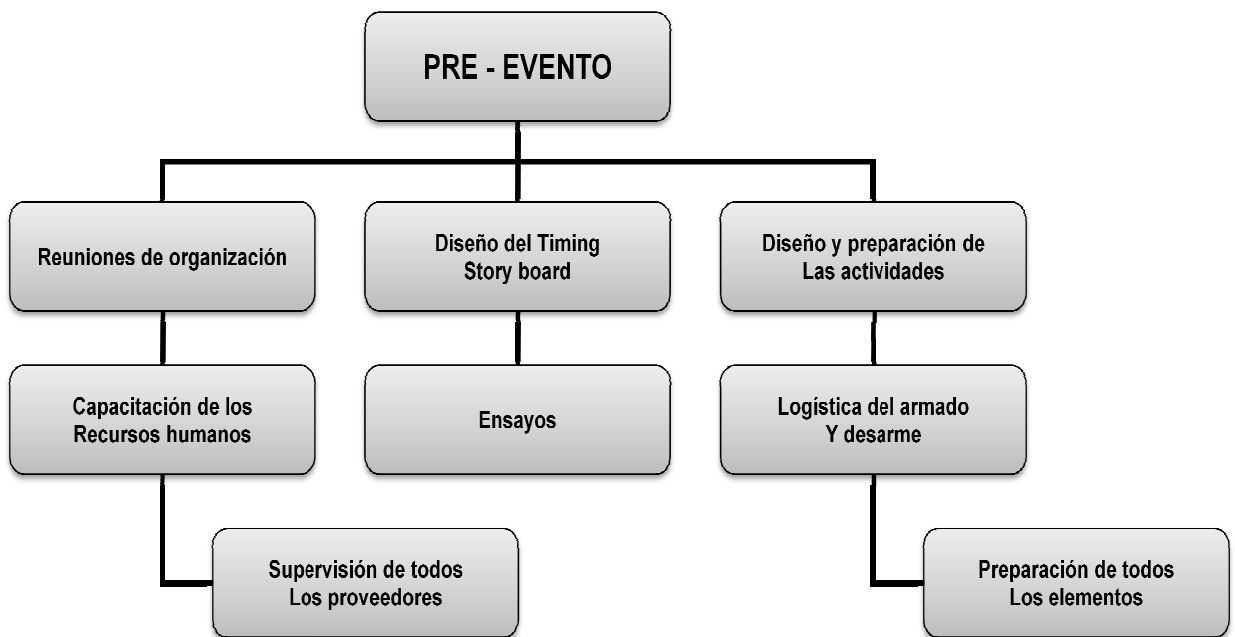 PRE - EVENTO
Reuniones de organización
Diseño del Timing
Story board
Diseño y preparación de
Las actividades
Capacitación de los
Recursos humanos
Ensayos
Logística del armado
Y desarme
Supervisión de todos
Los proveedores
Preparación de todos
Los elementos